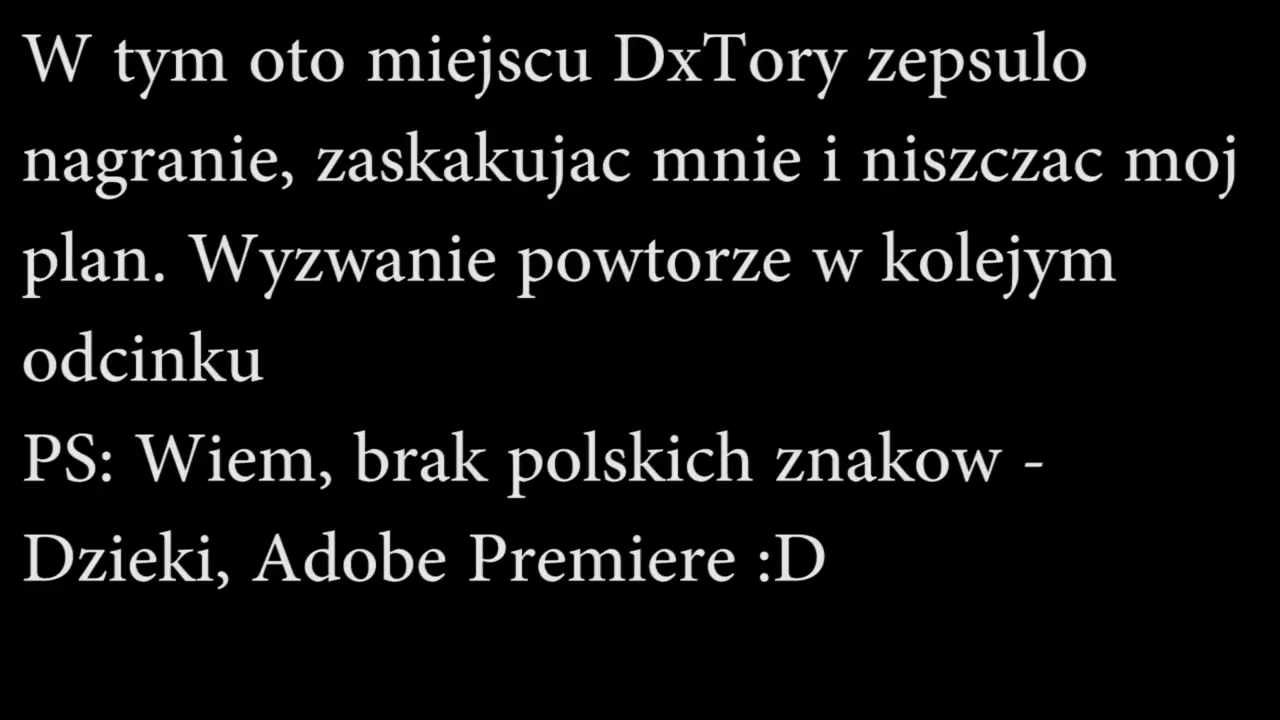 W tym oto miejscu DxTory zepsulo
nagranie, zaskakujac mnie i niszczac moj
plan. Wyzwanie powtorze w kolejym
odcinku
PS: Wiem, brak polskich znakow -
Dzieki, Adobe Premiere :D